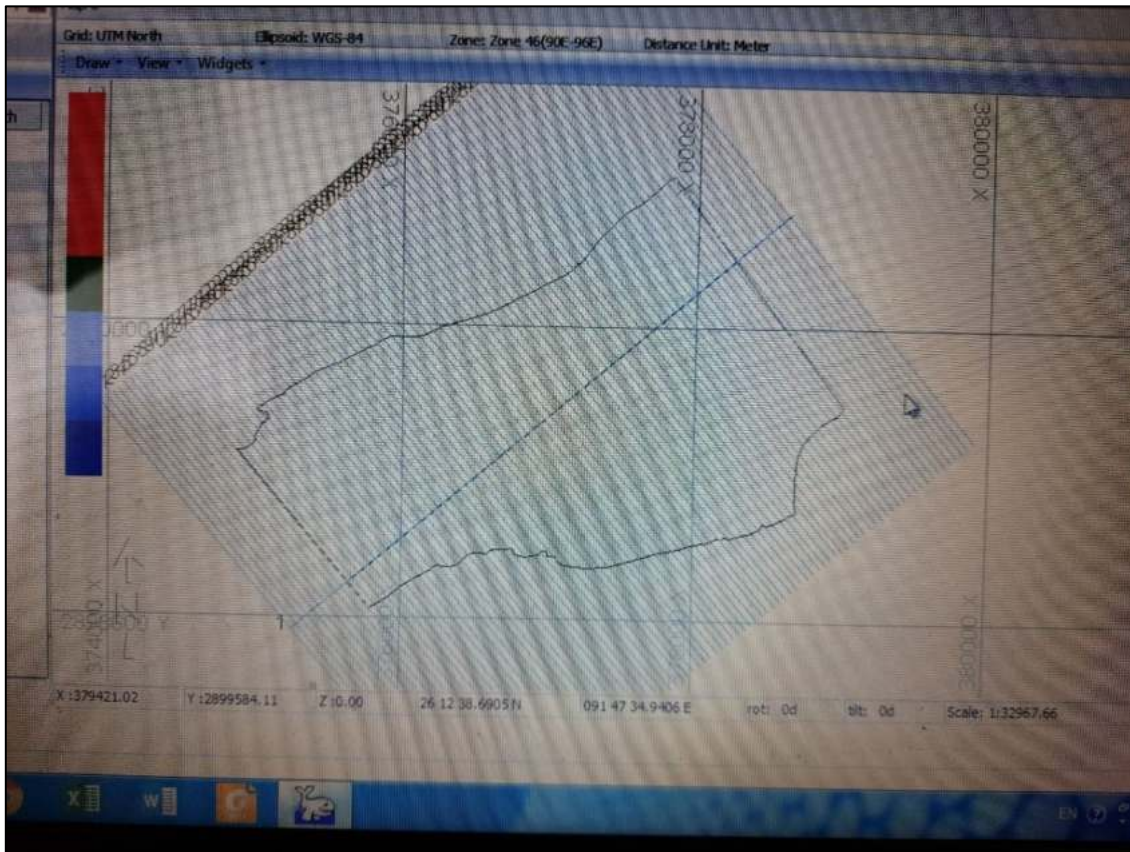 Grid: UTM North Ellipsoid: WGS-84 Zone: Zone 46(90E-96E) Distance Unit: Meter
Draw View Widgets
378000 X
380000 X
1
374000 X
X :379421.02 Y :2899584.11 Z :0.00 26 12 38.6905 N 091 47 34.9406 E rot: 0d tilt: 0d Scale: 1:32967.66
EN